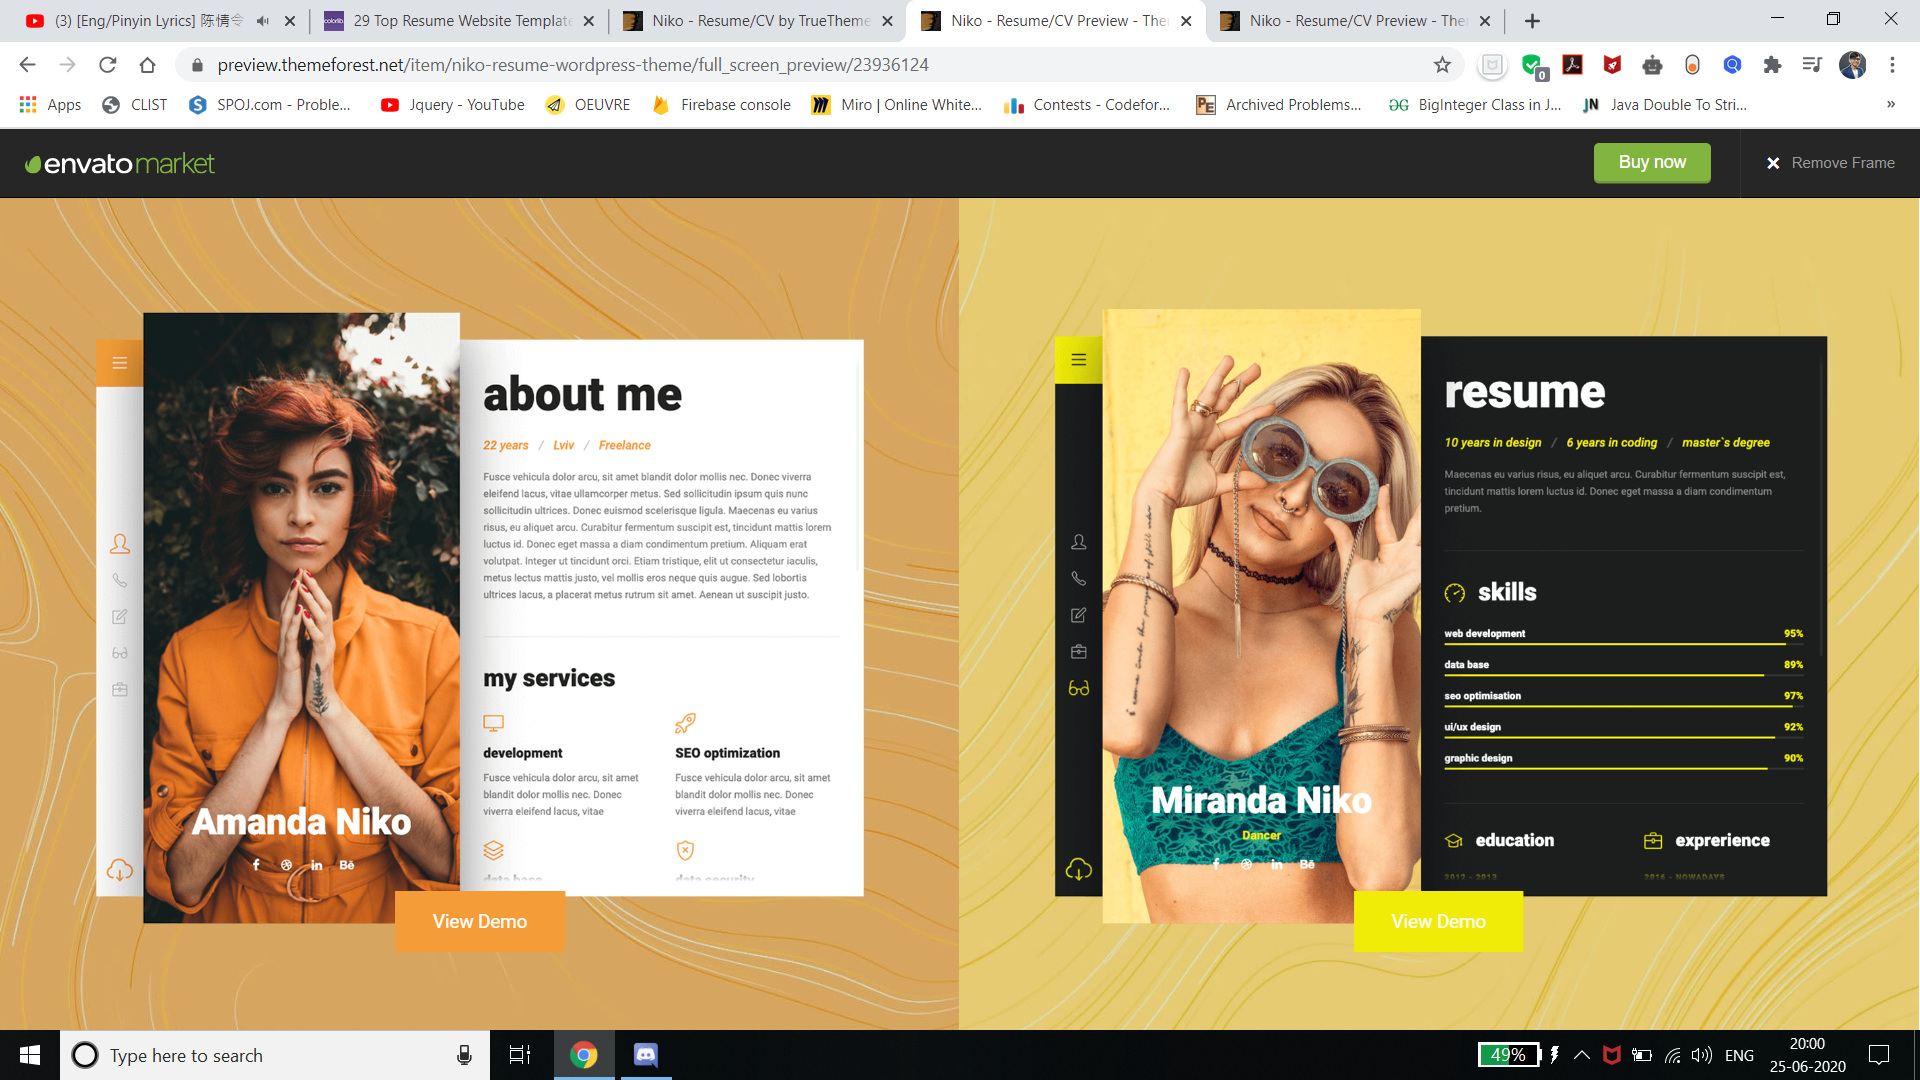 (3) [Eng/Pinyin Lyrics] 陈情令
29 Top Resume Website Template
Niko - Resume/CV by TrueTheme
Niko - Resume/CV Preview - The
Niko - Resume/CV Preview - The
preview.themeforest.net/item/niko-resume-wordpress-theme/full_screen_preview/23936124
0
Apps
CLIST
SPOJ.com - Proble...
Jquery - YouTube
OEUVRE
Firebase console
Miro | Online White...
Contests - Codefor...
Archived Problems...
BigInteger Class in J...
Java Double To Stri...
»
envatomarket
Buy now
Remove Frame
about me
22 years / Lviv / Freelance
Fusce vehicula dolor arcu, sit amet blandit dolor mollis nec. Donec viverra
eleifend lacus, vitae ullamcorper metus. Sed sollicitudin ipsum quis nunc
sollicitudin ultrices. Donec euismod scelerisque ligula. Maecenas eu varius
risus, eu aliquet arcu. Curabitur fermentum suscipit est, tincidunt mattis lorem
luctus id. Donec eget massa a diam condimentum pretium. Aliquam erat
volutpat. Integer ut tincidunt orci. Etiam tristique, elit ut consectetur iaculis,
metus lectus mattis justo, vel mollis eros neque quis augue. Sed lobortis
ultrices lacus, a placerat metus rutrum sit amet. Aenean ut suscipit justo.
my services
development
Fusce vehicula dolor arcu, sit amet
blandit dolor mollis nec. Donec
viverra eleifend lacus, vitae
SEO optimization
Fusce vehicula dolor arcu, sit amet
blandit dolor mollis nec. Donec
viverra eleifend lacus, vitae
data base
data security
Amanda Niko
f in Bē
View Demo
resume
10 years in design / 6 years in coding / master`s degree
Maecenas eu varius risus, eu aliquet arcu. Curabitur fermentum suscipit est,
tincidunt mattis lorem luctus id. Donec eget massa a diam condimentum
pretium.
skills
web development 95%
data base 89%
seo optimisation 97%
ui/ux design 92%
graphic design 90%
education
2012 - 2013
exprerience
2016 - NOWADAYS
Miranda Niko
Dancer
f in Bē
View Demo
Type here to search
49%
ENG
20:00
25-06-2020